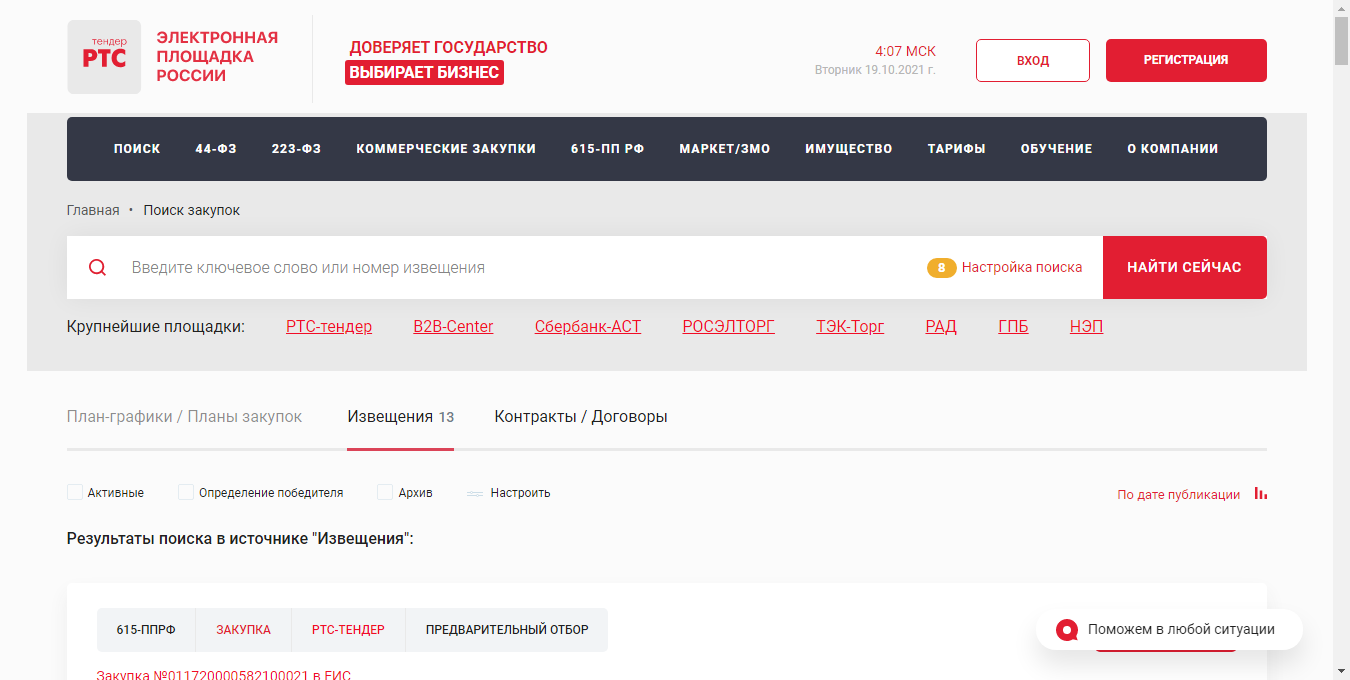 тендер
РТС
ЭЛЕКТРОННАЯ
ПЛОЩАДКА
РОССИИ
ДОВЕРЯЕТ ГОСУДАРСТВО
ВЫБИРАЕТ БИЗНЕС
4:07 МСК
Вторник 19.10.2021 г.
ВХОД
РЕГИСТРАЦИЯ
ПОИСК 44-ФЗ 223-ФЗ КОММЕРЧЕСКИЕ ЗАКУПКИ 615-ПП РФ МАРКЕТ/ЗМО ИМУЩЕСТВО ТАРИФЫ ОБУЧЕНИЕ О КОМПАНИИ
Главная • Поиск закупок
Введите ключевое слово или номер извещения 8 Настройка поиска НАЙТИ СЕЙЧАС
Крупнейшие площадки: РТС-тендер B2B-Center Сбербанк-АСТ РОСЭЛТОРГ ТЭК-Торг РАД ГПБ НЭП
План-графики / Планы закупок Извещения 13 Контракты / Договоры
Активные Определение победителя Архив Настроить По дате публикации
Результаты поиска в источнике "Извещения":
615-ППРФ ЗАКУПКА РТС-ТЕНДЕР ПРЕДВАРИТЕЛЬНЫЙ ОТБОР
Поможем в любой ситуации
Закупка №011720000582100021 в ЕИС